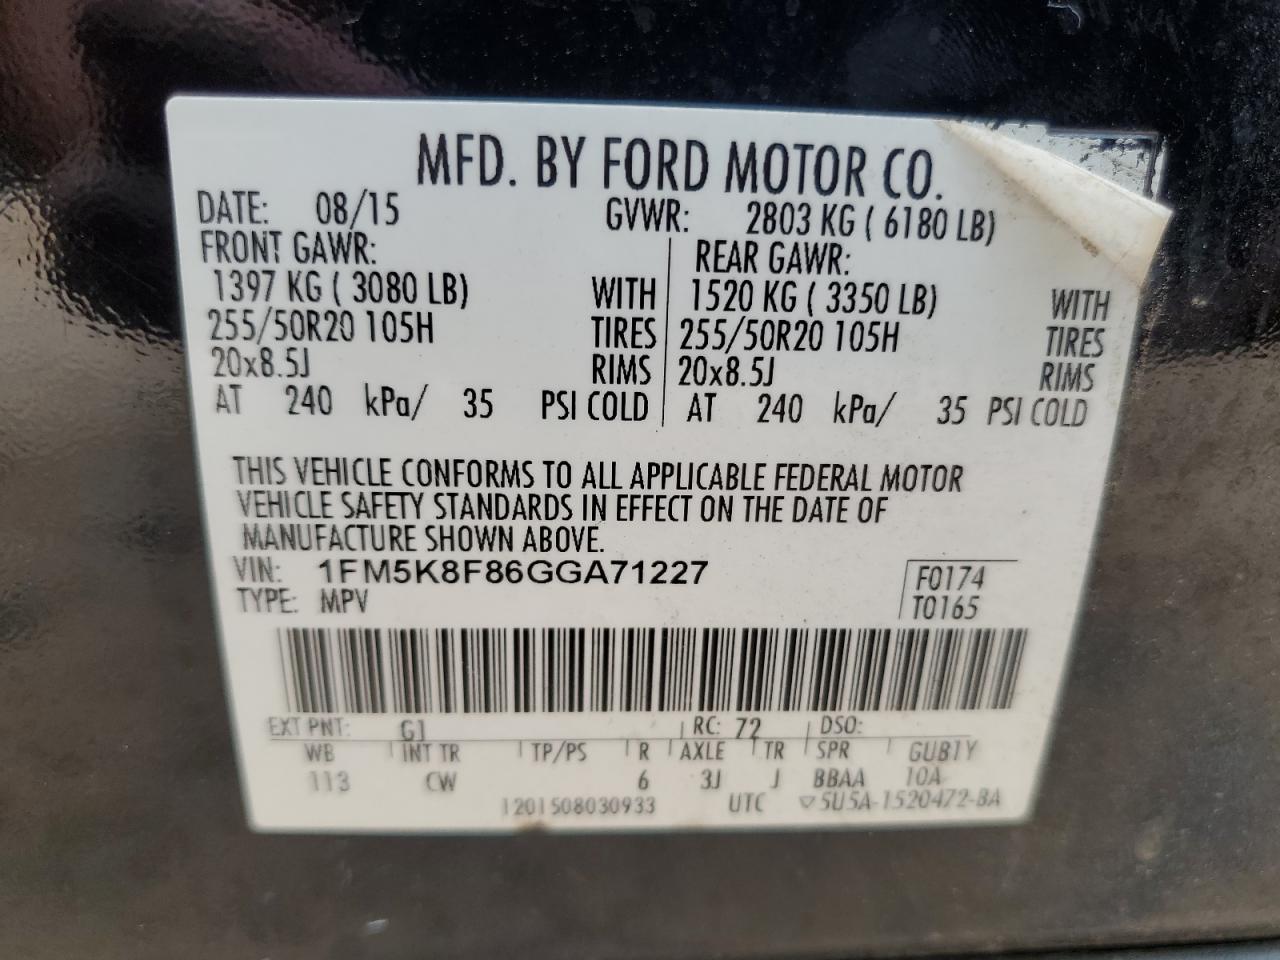 MFD. BY FORD MOTOR CO.
DATE: 08/15 GVWR: 2803 KG ( 6180 LB)
FRONT GAWR: REAR GAWR:
1397 KG ( 3080 LB) WITH 1520 KG ( 3350 LB) WITH
255/50R20 105H TIRES 255/50R20 105H TIRES
20x8.5J RIMS 20x8.5J RIMS
AT 240 kPa/ 35 PSI COLD AT 240 kPa/ 35 PSI COLD
THIS VEHICLE CONFORMS TO ALL APPLICABLE FEDERAL MOTOR
VEHICLE SAFETY STANDARDS IN EFFECT ON THE DATE OF
MANUFACTURE SHOWN ABOVE.
VIN: 1FM5K8F86GGA71227 F0174
TYPE: MPV T0165
EXT PNT: G1 RC: 72 DSO:
WB INT TR TP/PS R AXLE TR SPR GUB1Y
113 CW 6 3J J BBAA 10A
1201508030933 UTC ▽5U5A-1520472-BA